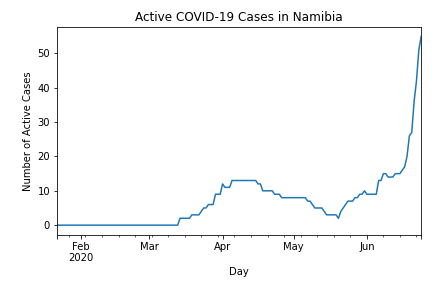 Active COVID-19 Cases in Namibia
Number of Active Cases
50
40
30
20
10
0
Feb Mar Apr May Jun
2020
Day